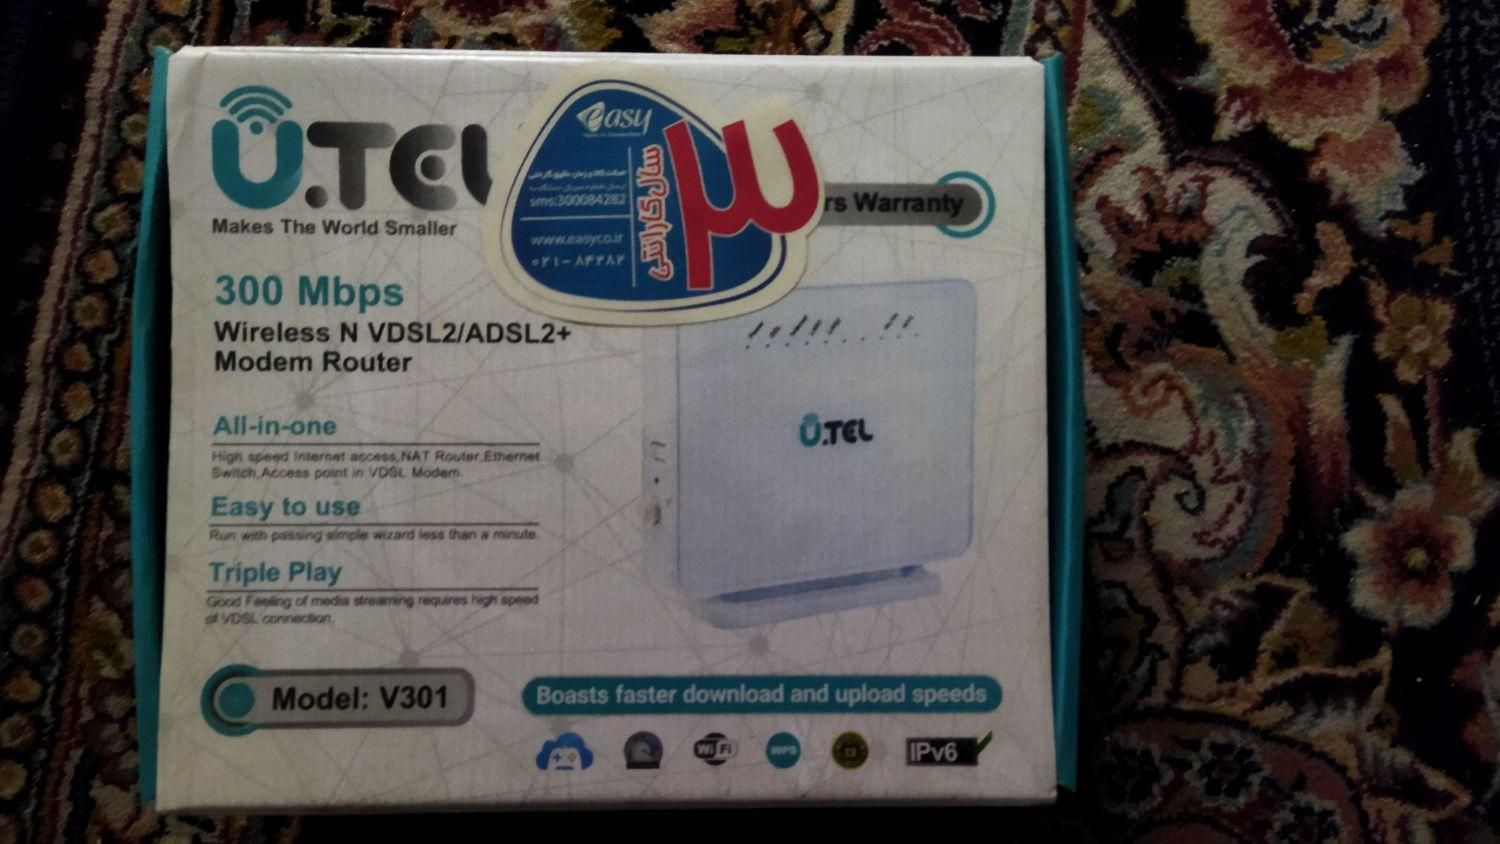 U.TEL
Makes The World Smaller
easy
sms:300084282
www.easyco.ir
۰۲۱-۸۴۲۸۲
۳
سال گارانتی
rs Warranty
300 Mbps
Wireless N VDSL2/ADSL2+
Modem Router
All-in-one
High speed Internet access,NAT Router,Ethernet
Switch,Access point in VDSL Modem.
Easy to use
Run with passing simple wizard less than a minute.
Triple Play
Good Feeling of media streaming requires high speed
of VDSL connection.
U.TEL
Model: V301
Boasts faster download and upload speeds
WiFi
WPS
IPv6